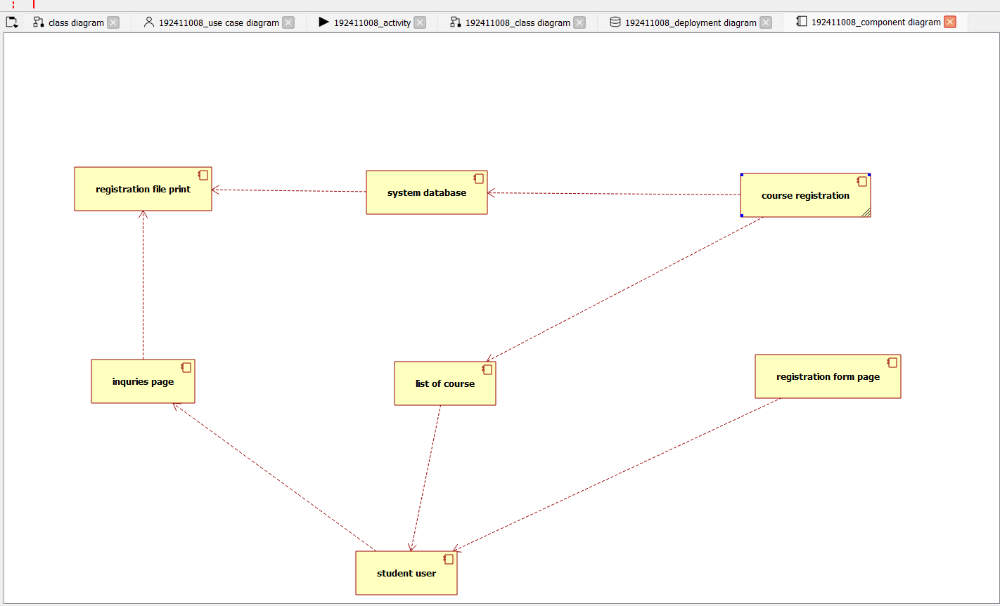 class diagram
192411008_use case diagram
192411008_activity
192411008_class diagram
192411008_deployment diagram
192411008_component diagram
registration file print
system database
course registration
inquries page
list of course
registration form page
student user